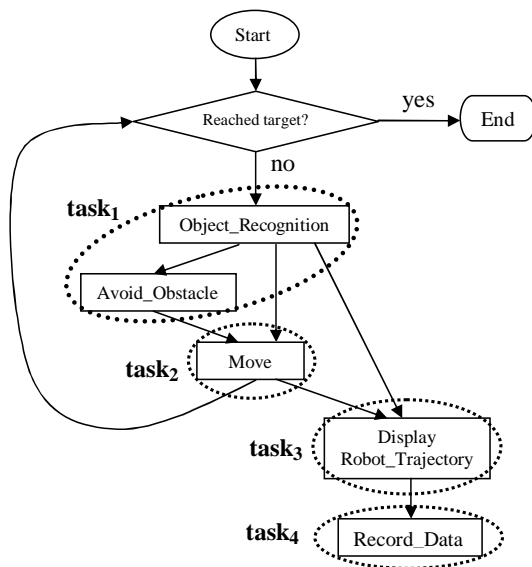 Start
Reached target?
yes
End
no
task1
Object_Recognition
Avoid_Obstacle
Move
task2
Display
Robot_Trajectory
task3
Record_Data
task4